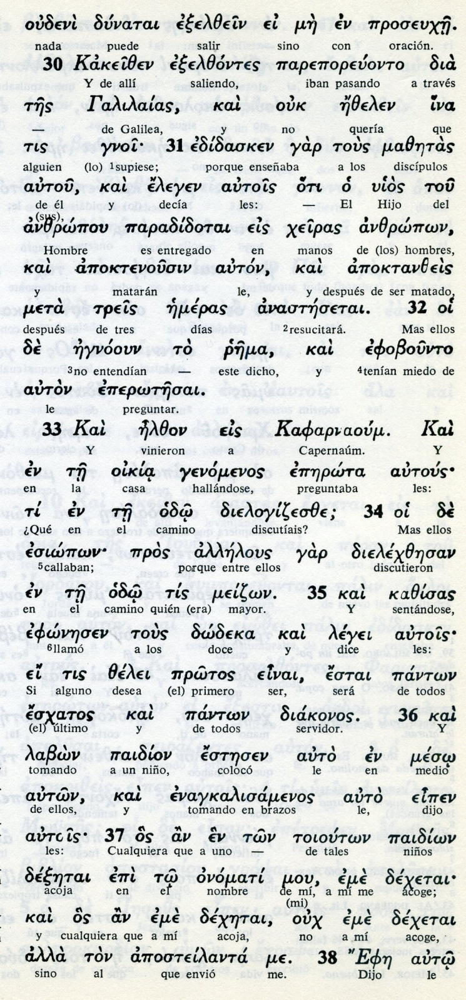 οὐδενὶ δύναται ἐξελθεῖν εἰ μὴ ἐν προσευχῇ.
nada puede salir sino con oración.
30 Κἀκεῖθεν ἐξελθόντες παρεπορεύοντο διὰ
Y de allí saliendo, iban pasando a través
τῆς Γαλιλαίας, καὶ οὐκ ἤθελεν ἵνα
— de Galilea, y no quería que
τις γνοῖ· 31 ἐδίδασκεν γὰρ τοὺς μαθητὰς
alguien (lo) 1supiese; porque enseñaba a los discípulos
αὐτοῦ, καὶ ἔλεγεν αὐτοῖς ὅτι ὁ υἱὸς τοῦ
de él y decía les: — El Hijo del
(sus),
ἀνθρώπου παραδίδοται εἰς χεῖρας ἀνθρώπων,
Hombre es entregado en manos de (los) hombres,
καὶ ἀποκτενοῦσιν αὐτόν, καὶ ἀποκτανθεὶς
y matarán le, y después de ser matado,
μετὰ τρεῖς ἡμέρας ἀναστήσεται. 32 οἱ
después de tres días 2resucitará. Mas ellos
δὲ ἠγνόουν τὸ ῥῆμα, καὶ ἐφοβοῦντο
3no entendían — este dicho, y 4tenían miedo de
αὐτὸν ἐπερωτῆσαι.
le preguntar.
33 Καὶ ἦλθον εἰς Καφαρναούμ. Καὶ
Y vinieron a Capernaúm. Y
ἐν τῇ οἰκίᾳ γενόμενος ἐπηρώτα αὐτούς·
en la casa hallándose, preguntaba les:
τί ἐν τῇ ὁδῷ διελογίζεσθε; 34 οἱ δὲ
¿Qué en el camino discutíais? Mas ellos
ἐσιώπων· πρὸς ἀλλήλους γὰρ διελέχθησαν
5callaban; porque entre ellos discutieron
ἐν τῇ ὁδῷ τίς μείζων. 35 καὶ καθίσας
en el camino quién (era) mayor. Y sentándose,
ἐφώνησεν τοὺς δώδεκα καὶ λέγει αὐτοῖς·
6llamó a los doce y dice les:
εἴ τις θέλει πρῶτος εἶναι, ἔσται πάντων
Si alguno desea (el) primero ser, será de todos
ἔσχατος καὶ πάντων διάκονος. 36 καὶ
(el) último y de todos servidor. Y
λαβὼν παιδίον ἔστησεν αὐτὸ ἐν μέσῳ
tomando a un niño, colocó le en medio
αὐτῶν, καὶ ἐναγκαλισάμενος αὐτὸ εἶπεν
de ellos, y tomando en brazos le, dijo
αὐτοῖς· 37 ὃς ἂν ἓν τῶν τοιούτων παιδίων
les: Cualquiera que a uno — de tales niños
δέξηται ἐπὶ τῷ ὀνόματί μου, ἐμὲ δέχεται·
acoja en el nombre de mí, a mí me acoge;
(mi)
καὶ ὃς ἂν ἐμὲ δέχηται, οὐχ ἐμὲ δέχεται
y cualquiera que a mí acoja, no a mí acoge,
ἀλλὰ τὸν ἀποστείλαντά με. 38 Ἔφη αὐτῷ
sino al que envió me. Dijo le